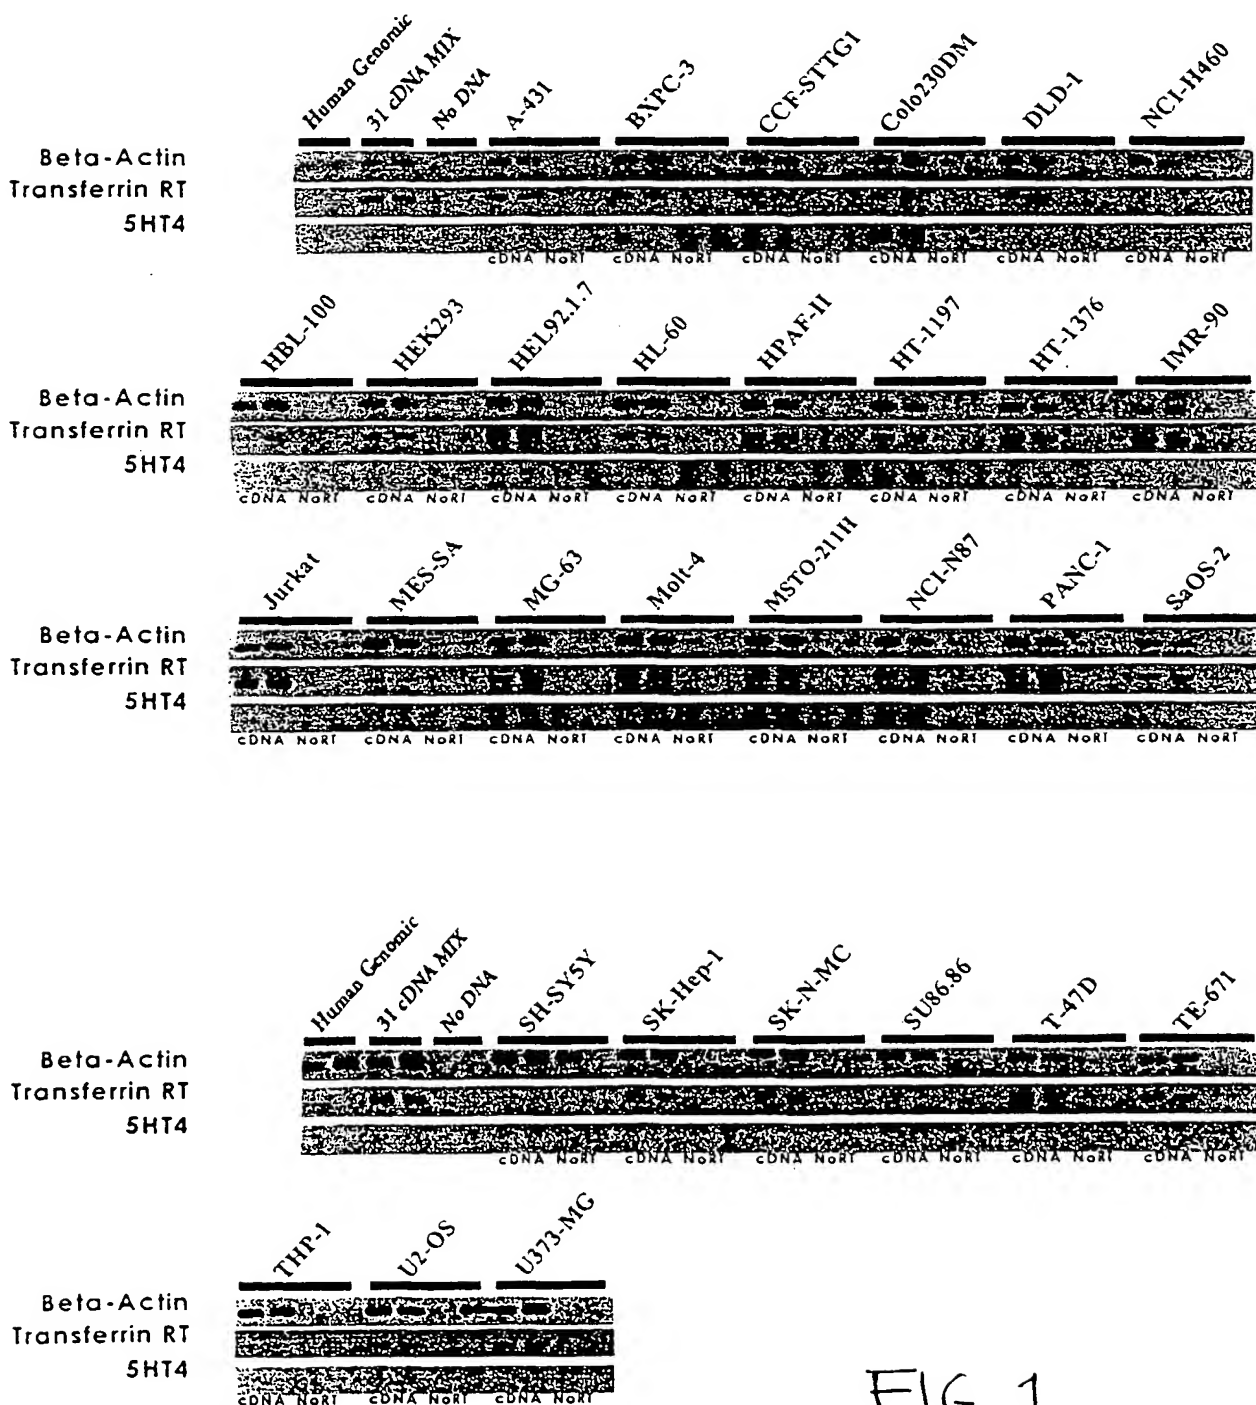 Human Genomic 31 cDNA MIX No DNA A-431 BXPC-3 CCF-STTG1 Colo230DM DLD-1 NCI-H460
Beta-Actin
Transferrin RT
5HT4
cDNA NoRT cDNA NoRT cDNA NoRT cDNA NoRT cDNA NoRT cDNA NoRT
HBL-100 HEK293 HEL92.1.7 HL-60 HPAF-II HT-1197 HT-1376 IMR-90
Beta-Actin
Transferrin RT
5HT4
cDNA NoRT cDNA NoRT cDNA NoRT cDNA NoRT cDNA NoRT cDNA NoRT cDNA NoRT cDNA NoRT
Jurkat MES-SA MG-63 Molt-4 MSTO-211H NCI-N87 PANC-1 SaOS-2
Beta-Actin
Transferrin RT
5HT4
cDNA NoRT cDNA NoRT cDNA NoRT cDNA NoRT cDNA NoRT cDNA NoRT cDNA NoRT cDNA NoRT
Human Genomic 31 cDNA MIX No DNA SH-SY5Y SK-Hep-1 SK-N-MC SU86.86 T-47D TE-671
Beta-Actin
Transferrin RT
5HT4
cDNA NoRT cDNA NoRT cDNA NoRT cDNA NoRT cDNA NoRT cDNA NoRT
THP-1 U2-OS U373-MG
Beta-Actin
Transferrin RT
5HT4
cDNA NoRT cDNA NoRT cDNA NoRT
FIG 1